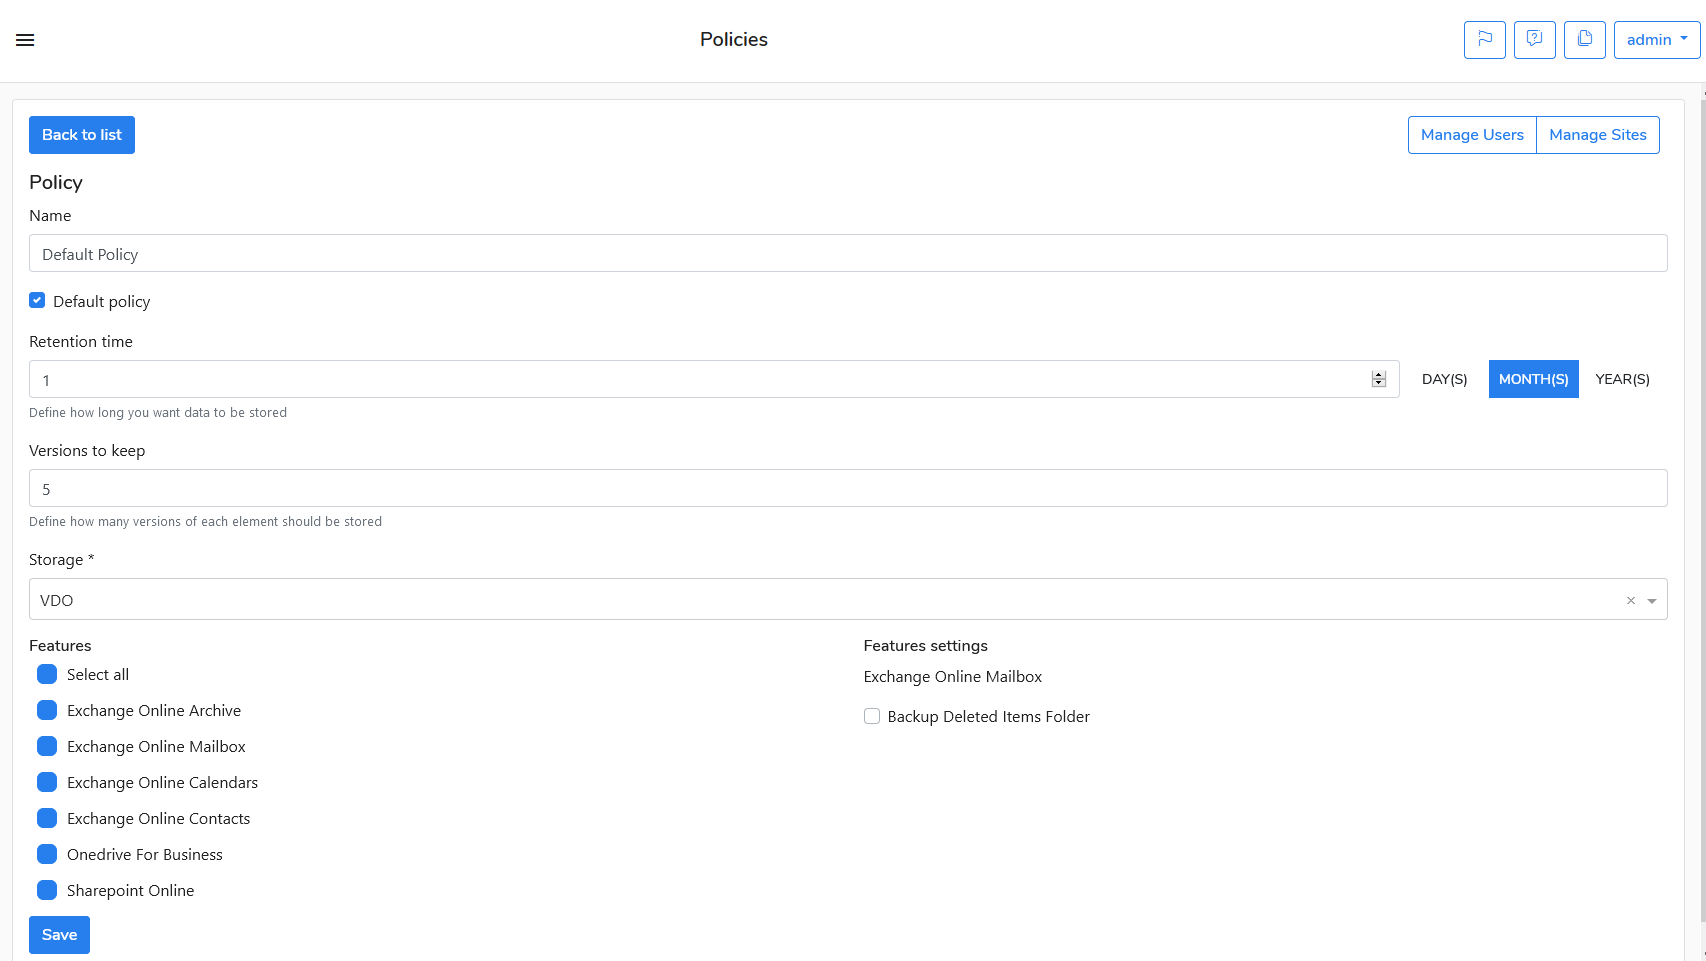 Policies
admin
Back to list
Manage Users
Manage Sites
Policy
Name
Default Policy
Default policy
Retention time
1
DAY(S)
MONTH(S)
YEAR(S)
Define how long you want data to be stored
Versions to keep
5
Define how many versions of each element should be stored
Storage *
VDO
Features
Select all
Exchange Online Archive
Exchange Online Mailbox
Exchange Online Calendars
Exchange Online Contacts
Onedrive For Business
Sharepoint Online
Features settings
Exchange Online Mailbox
Backup Deleted Items Folder
Save